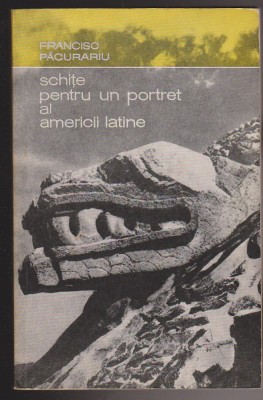 FRANCISC
PĂCURARIU
schițe
pentru un portret
al
americii latine